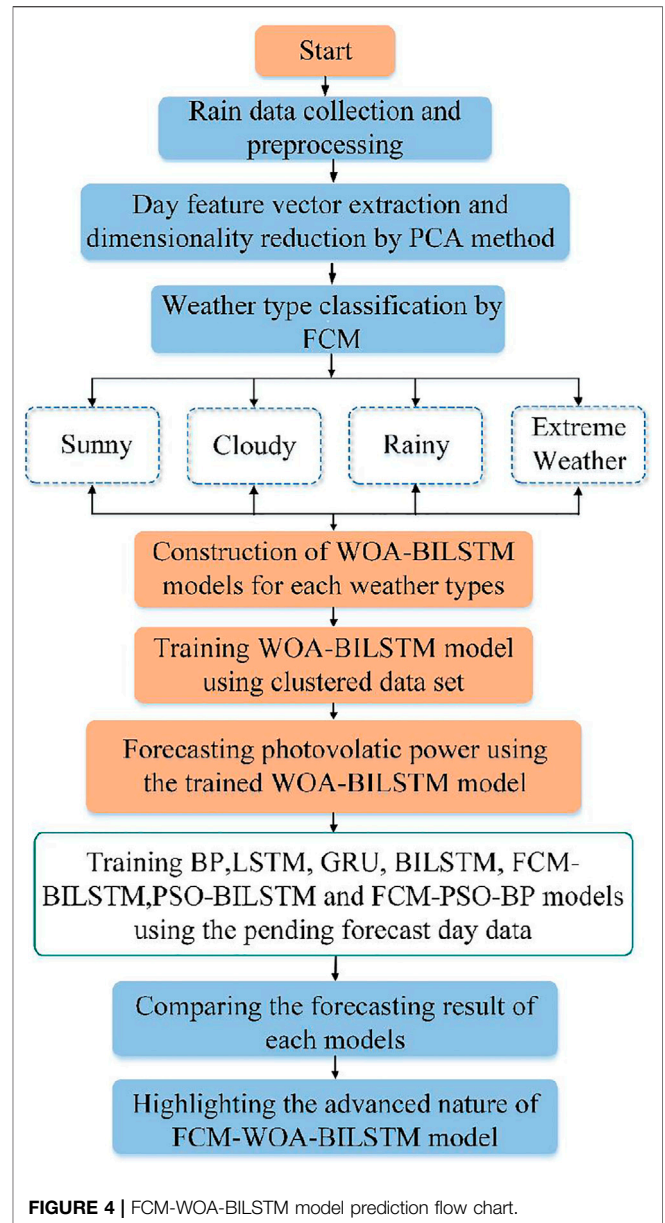 Start
Rain data collection and
preprocessing
Day feature vector extraction and
dimensionality reduction by PCA method
Weather type classification by
FCM
Sunny
Cloudy
Rainy
Extreme
Weather
Construction of WOA-BILSTM
models for each weather types
Training WOA-BILSTM model
using clustered data set
Forecasting photovolatic power using
the trained WOA-BILSTM model
Training BP,LSTM, GRU, BILSTM, FCM-
BILSTM,PSO-BILSTM and FCM-PSO-BP models
using the pending forecast day data
Comparing the forecasting result of
each models
Highlighting the advanced nature of
FCM-WOA-BILSTM model
FIGURE 4 | FCM-WOA-BILSTM model prediction flow chart.